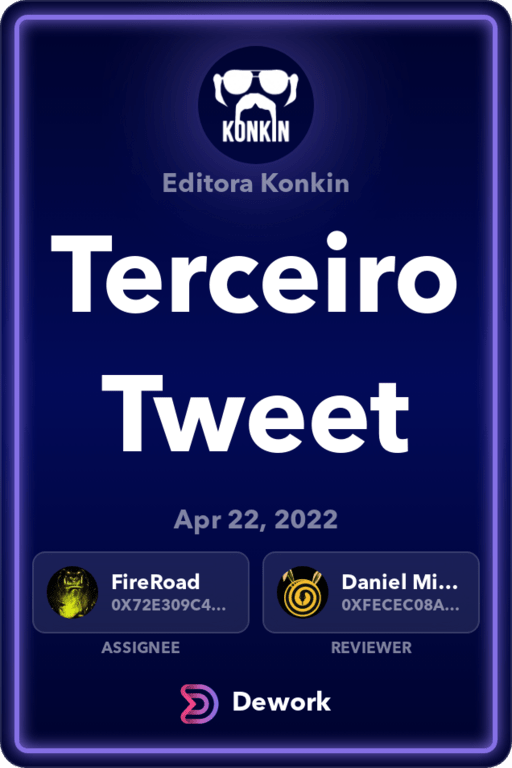 KONKIN
Editora Konkin
Terceiro
Tweet
Apr 22, 2022
FireRoad
0X72E309C4...
Daniel Mi...
0XFECEC08A...
ASSIGNEE
REVIEWER
Dework